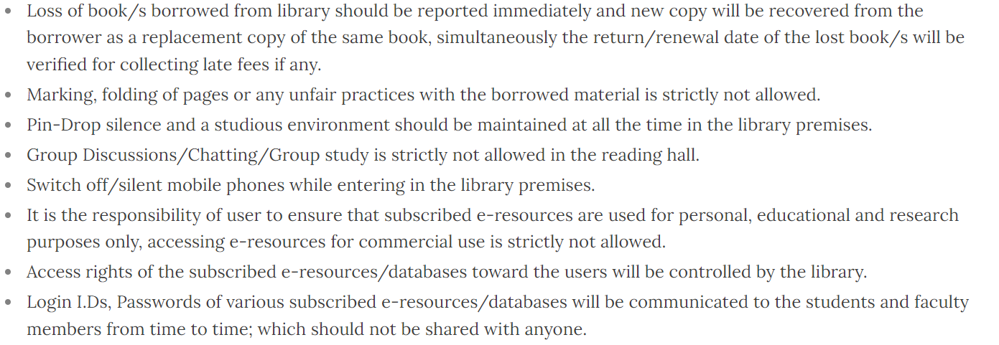 Loss of book/s borrowed from library should be reported immediately and new copy will be recovered from the
borrower as a replacement copy of the same book, simultaneously the return/renewal date of the lost book/s will be
verified for collecting late fees if any.
Marking, folding of pages or any unfair practices with the borrowed material is strictly not allowed.
Pin-Drop silence and a studious environment should be maintained at all the time in the library premises.
Group Discussions/Chatting/Group study is strictly not allowed in the reading hall.
Switch off/silent mobile phones while entering in the library premises.
It is the responsibility of user to ensure that subscribed e-resources are used for personal, educational and research
purposes only, accessing e-resources for commercial use is strictly not allowed.
Access rights of the subscribed e-resources/databases toward the users will be controlled by the library.
Login I.Ds, Passwords of various subscribed e-resources/databases will be communicated to the students and faculty
members from time to time; which should not be shared with anyone.